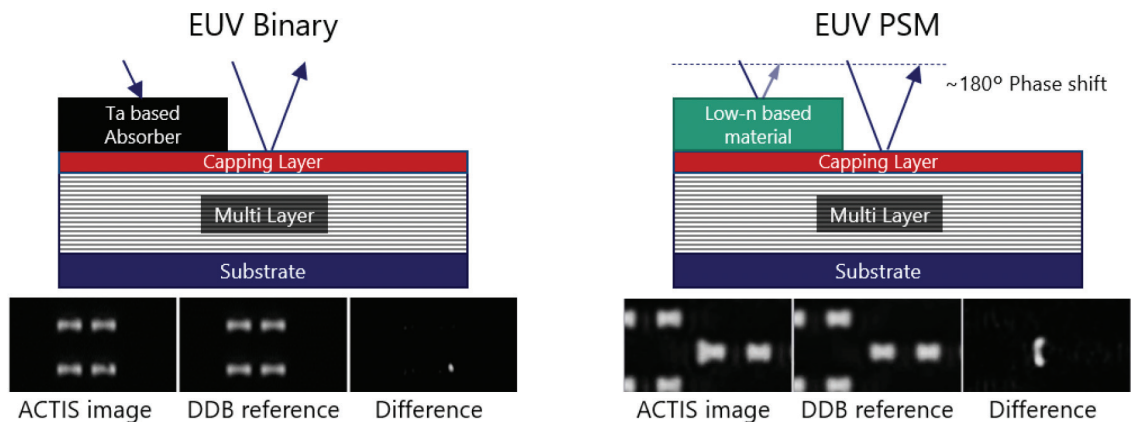 EUV Binary
Ta based
Absorber
Capping Layer
Multi Layer
Substrate
ACTIS image
DDB reference
Difference
EUV PSM
~180º Phase shift
Low-n based
material
Capping Layer
Multi Layer
Substrate
ACTIS image
DDB reference
Difference